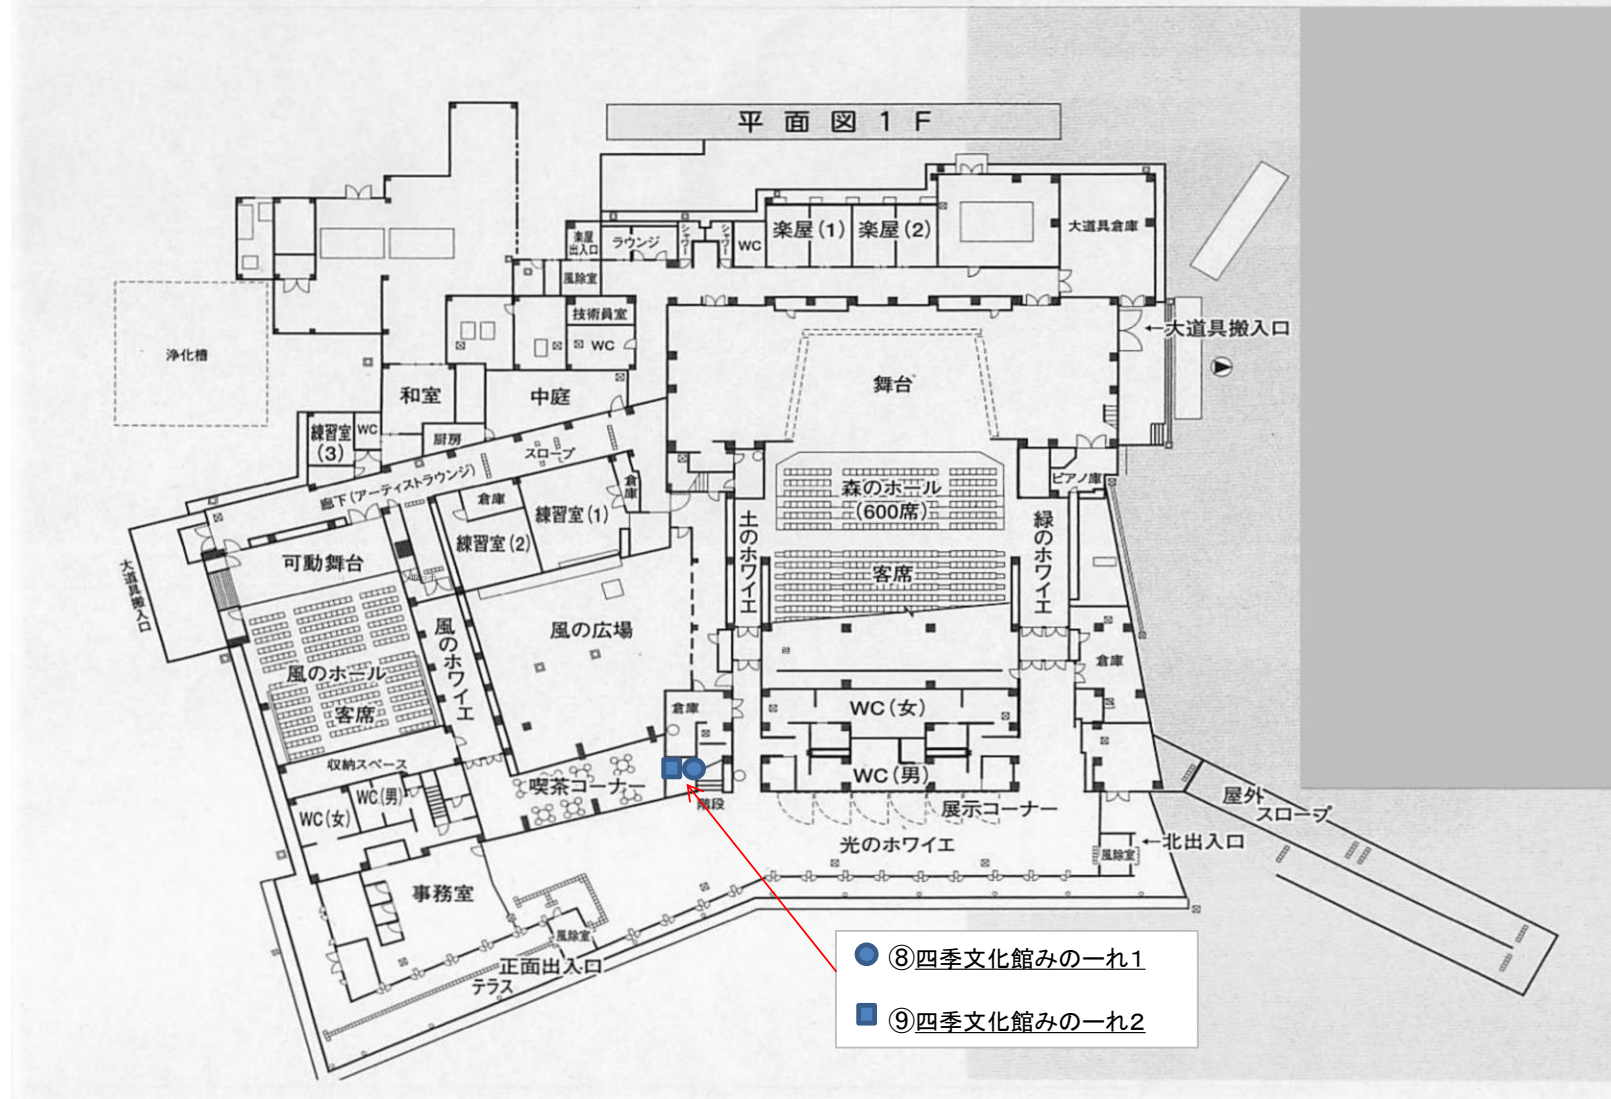 平面図1F
楽屋
出入口
ラウンジ
シャワー
シャワー
WC
楽屋(1)
楽屋(2)
大道具倉庫
風除室
技術員室
WC
←大道具搬入口
浄化槽
和室
中庭
舞台
練習室
(3)
WC
厨房
スロープ
廊下(アーティストラウンジ)
倉庫
倉庫
練習室(1)
練習室(2)
ピアノ庫
森のホール
(600席)
土のホワイエ
緑のホワイエ
客席
大道具搬入口
可動舞台
風のホワイエ
風の広場
風のホール
客席
倉庫
倉庫
WC(女)
収納スペース
WC(男)
WC(男)
WC(女)
喫茶コーナー
階段
展示コーナー
光のホワイエ
屋外
スロープ
←北出入口
風除室
事務室
風除室
正面出入口
テラス
⑧四季文化館みの一れ1
⑨四季文化館みの一れ2